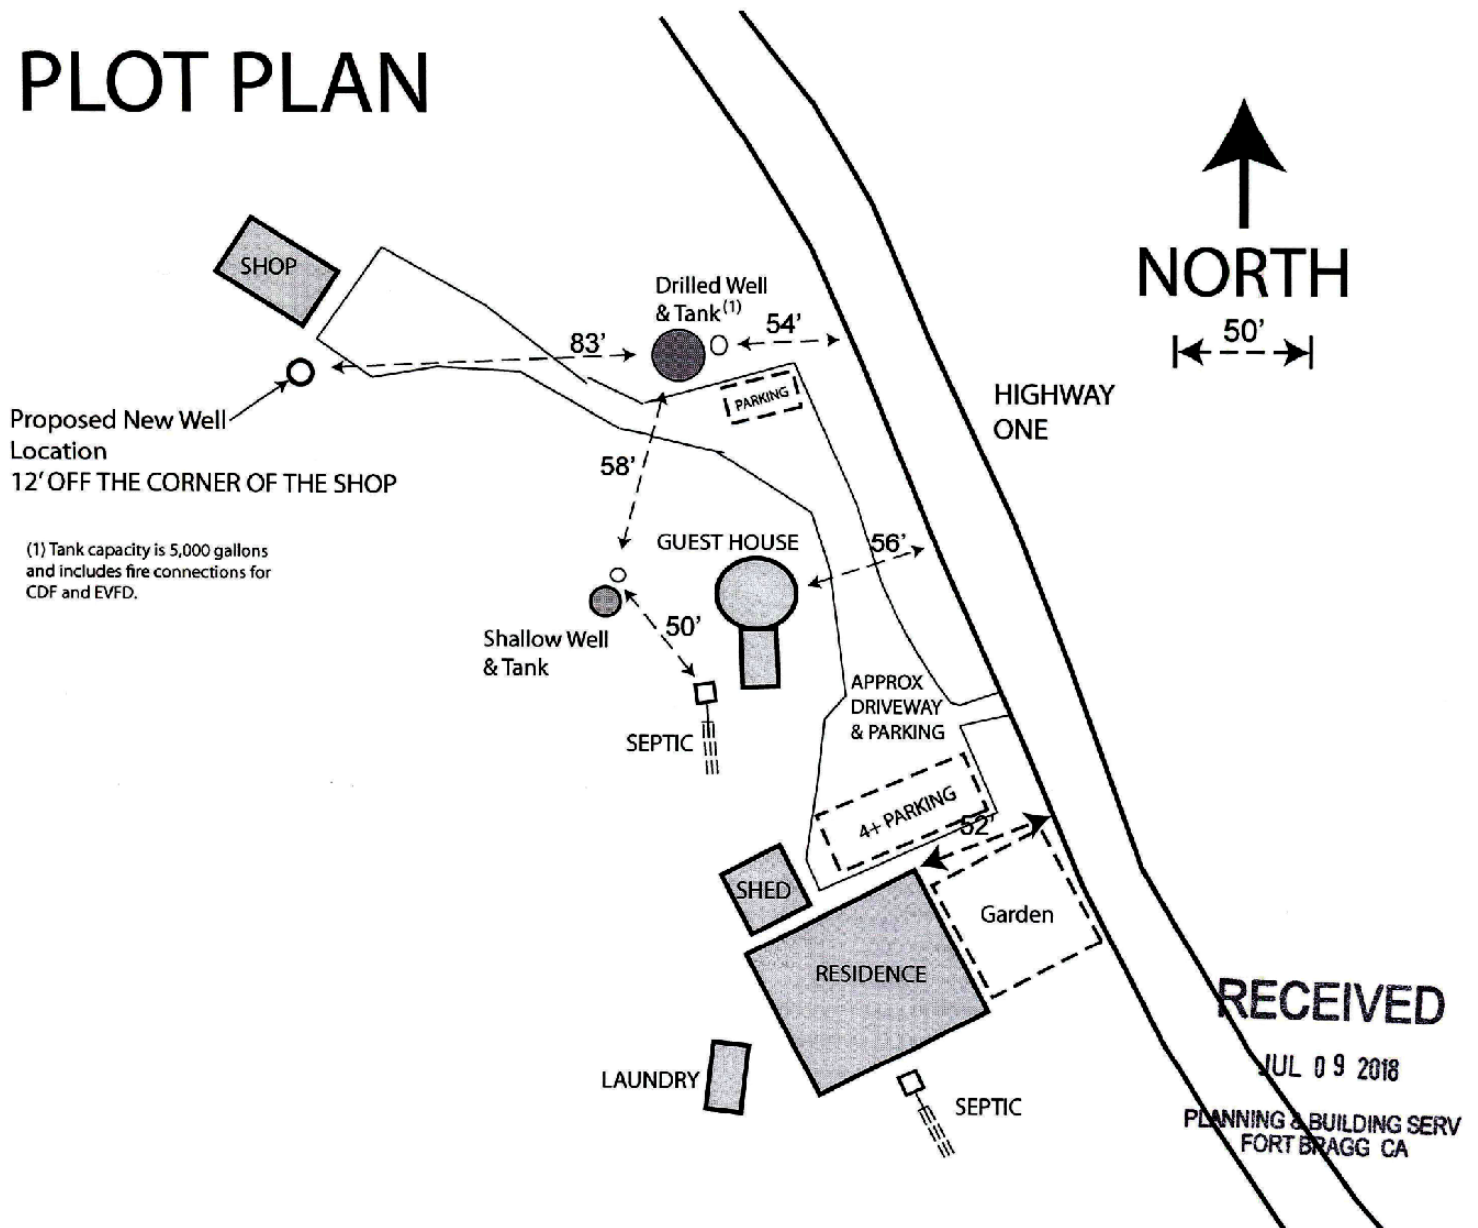 PLOT PLAN
NORTH
50'
SHOP
Drilled Well
& Tank(1)
54'
83'
PARKING
HIGHWAY
ONE
Proposed New Well
Location
12' OFF THE CORNER OF THE SHOP
58'
(1) Tank capacity is 5,000 gallons
and includes fire connections for
CDF and EVFD.
GUEST HOUSE
56'
50'
Shallow Well
& Tank
APPROX
DRIVEWAY
& PARKING
SEPTIC
4+ PARKING
52'
SHED
Garden
RESIDENCE
LAUNDRY
SEPTIC
RECEIVED
JUL 09 2018
PLANNING & BUILDING SERV
FORT BRAGG CA